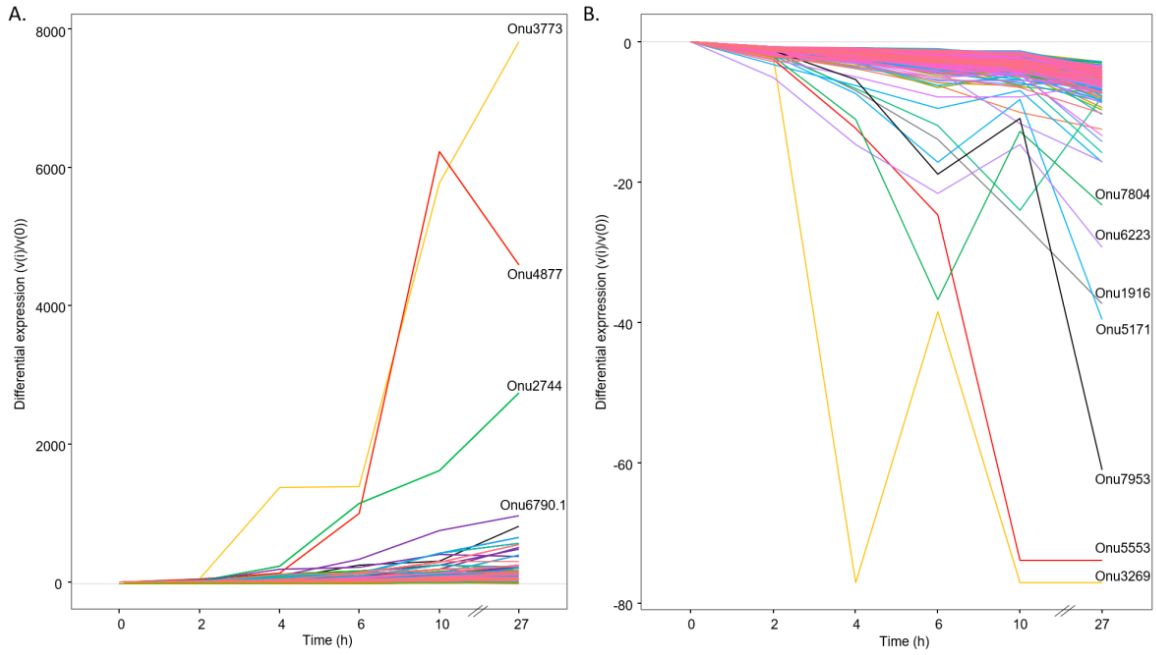 A.
Differential expression (v(i)/v(0))
8000
6000
4000
2000
0
Onu3773
Onu4877
Onu2744
Onu6790.1
0 2 4 6 10 27
Time (h)
B.
Differential expression (v(i)/v(0))
0
-20
-40
-60
-80
Onu7804
Onu6223
Onu1916
Onu5171
Onu7953
Onu5553
Onu3269
0 2 4 6 10 27
Time (h)